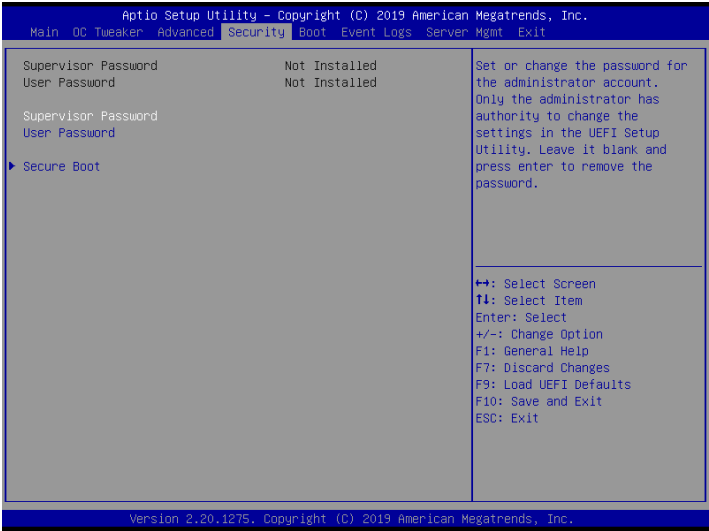 Aptio Setup Utility – Copyright (C) 2019 American Megatrends, Inc.
Main OC Tweaker Advanced Security Boot Event Logs Server Mgmt Exit
Supervisor Password Not Installed
User Password Not Installed
Supervisor Password
User Password
Secure Boot
Set or change the password for
the administrator account.
Only the administrator has
authority to change the
settings in the UEFI Setup
Utility. Leave it blank and
press enter to remove the
password.
↔: Select Screen
↑↓: Select Item
Enter: Select
+/-: Change Option
F1: General Help
F7: Discard Changes
F9: Load UEFI Defaults
F10: Save and Exit
ESC: Exit
Version 2.20.1275. Copyright (C) 2019 American Megatrends, Inc.